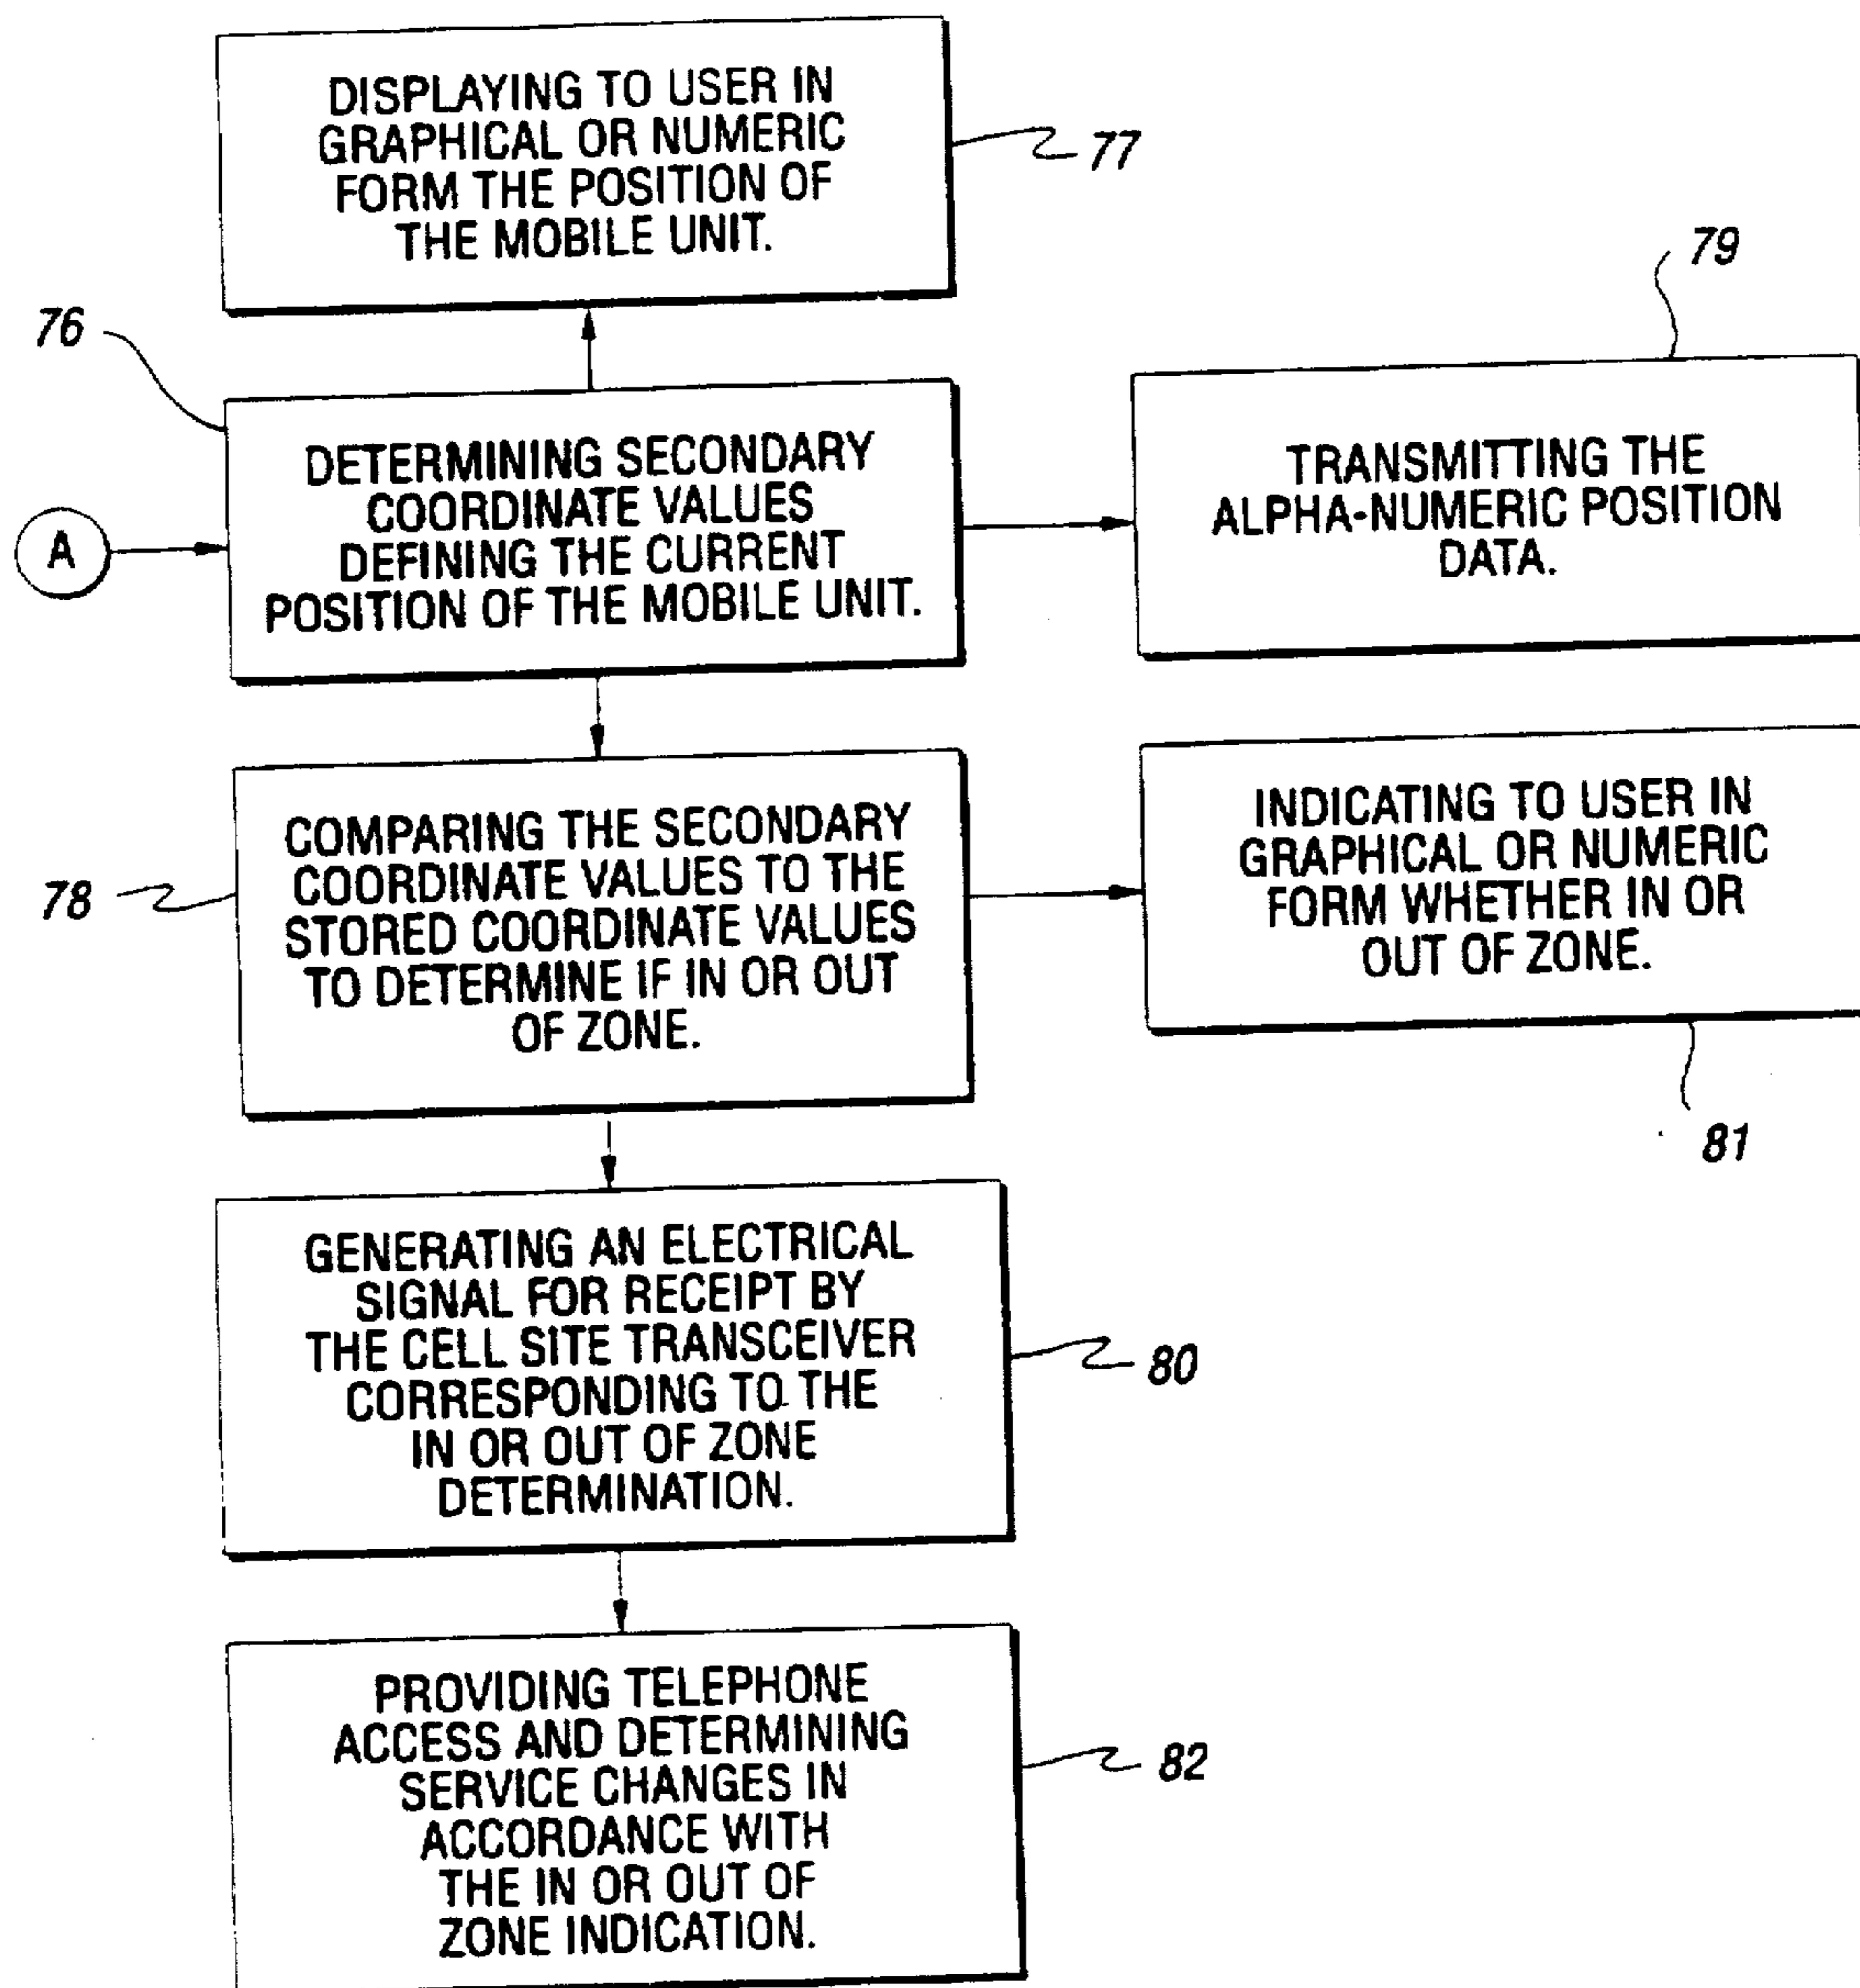 DISPLAYING TO USER IN
GRAPHICAL OR NUMERIC
FORM THE POSITION OF
THE MOBILE UNIT.
77
79
76
DETERMINING SECONDARY
COORDINATE VALUES
DEFINING THE CURRENT
POSITION OF THE MOBILE UNIT.
TRANSMITTING THE
ALPHA-NUMERIC POSITION
DATA.
A
COMPARING THE SECONDARY
COORDINATE VALUES TO THE
STORED COORDINATE VALUES
TO DETERMINE IF IN OR OUT
OF ZONE.
78
INDICATING TO USER IN
GRAPHICAL OR NUMERIC
FORM WHETHER IN OR
OUT OF ZONE.
81
GENERATING AN ELECTRICAL
SIGNAL FOR RECEIPT BY
THE CELL SITE TRANSCEIVER
CORRESPONDING TO THE
IN OR OUT OF ZONE
DETERMINATION.
80
PROVIDING TELEPHONE
ACCESS AND DETERMINING
SERVICE CHANGES IN
ACCORDANCE WITH
THE IN OR OUT OF
ZONE INDICATION.
82